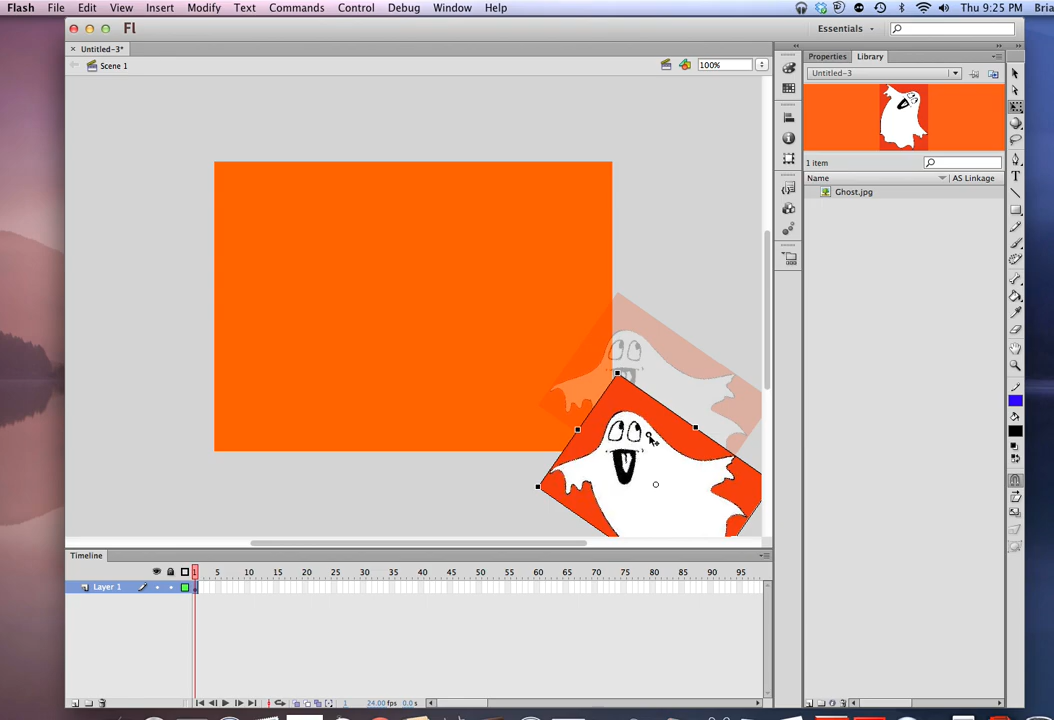 Flash File Edit View Insert Modify Text Commands Control Debug Window Help Thu 9:25 PM Bria
Fl Essentials
× Untitled-3*
Scene 1 100%
Properties Library
Untitled-3
1 item
Name AS Linkage
Ghost.jpg
T
Timeline
1 5 10 15 20 25 30 35 40 45 50 55 60 65 70 75 80 85 90 95
Layer 1
1 24.00 fps 0.0 s